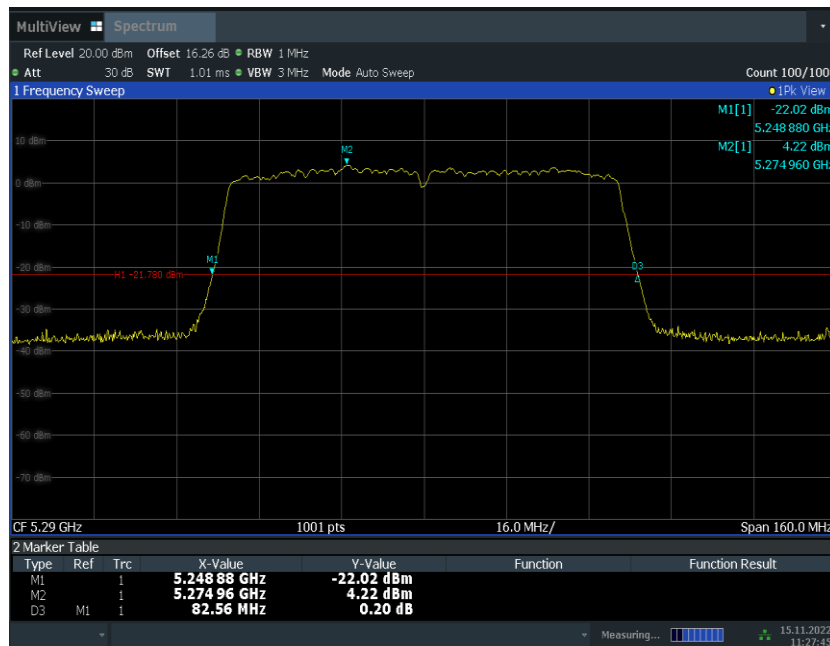 MultiView Spectrum
Ref Level 20.00 dBm Offset 16.26 dB RBW 1 MHz
Att 30 dB SWT 1.01 ms VBW 3 MHz Mode Auto Sweep Count 100/100
1 Frequency Sweep 1Pk View
M1[1] -22.02 dBm
5.248 880 GHz
M2[1] 4.22 dBm
5.274 960 GHz
10 dBm
M2
0 dBm
-10 dBm
M1
-20 dBm
D3
H1 -21.780 dBm
-30 dBm
-40 dBm
-50 dBm
-60 dBm
-70 dBm
CF 5.29 GHz 1001 pts 16.0 MHz/ Span 160.0 MHz
2 Marker Table
Type Ref Trc X-Value Y-Value Function Function Result
M1 1 5.248 88 GHz -22.02 dBm
M2 1 5.274 96 GHz 4.22 dBm
D3 M1 1 82.56 MHz 0.20 dB
Measuring... 15.11.2022
11:27:45